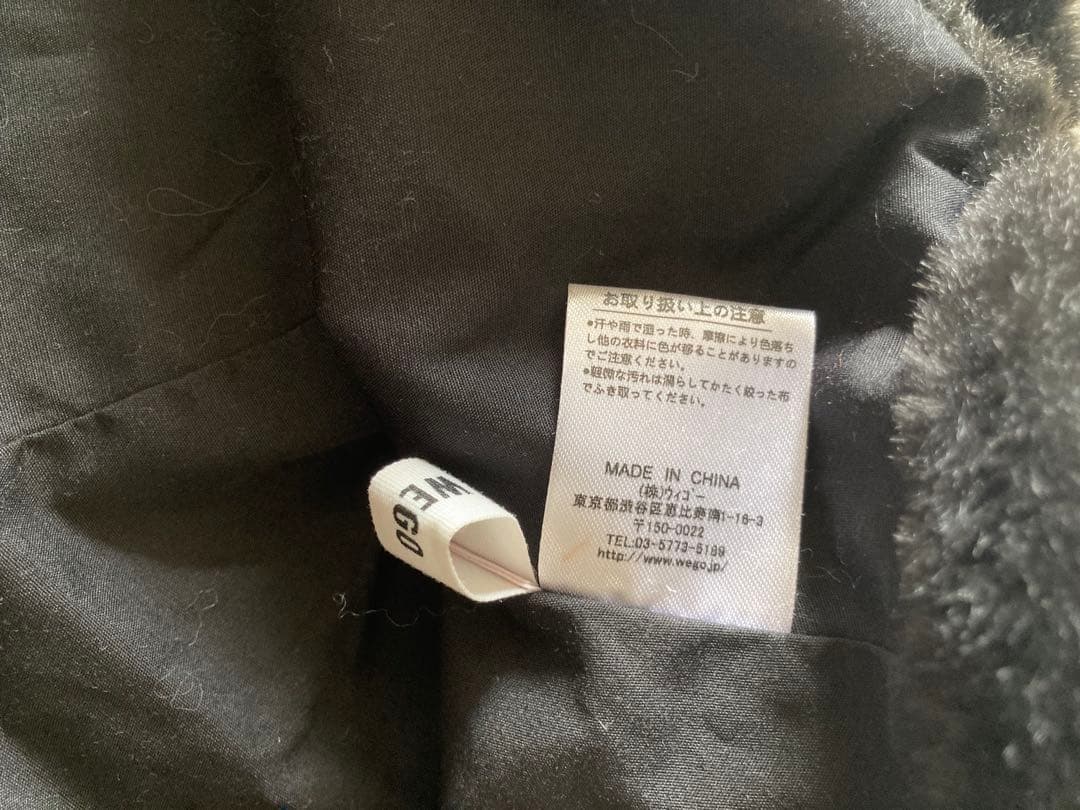 お取り扱い上の注意
●汗や雨で湿った時、摩擦により色落ち
し他の衣料に色が移ることがありますの
でご注意ください。
●軽微な汚れは濡らしてかたく絞った布
でふき取ってください。
MADE IN CHINA
(株)ウィゴー
東京都渋谷区恵比寿南1-16-3
〒150-0022
TEL:03-5773-5189
http://www.wego.jp/
WEGO